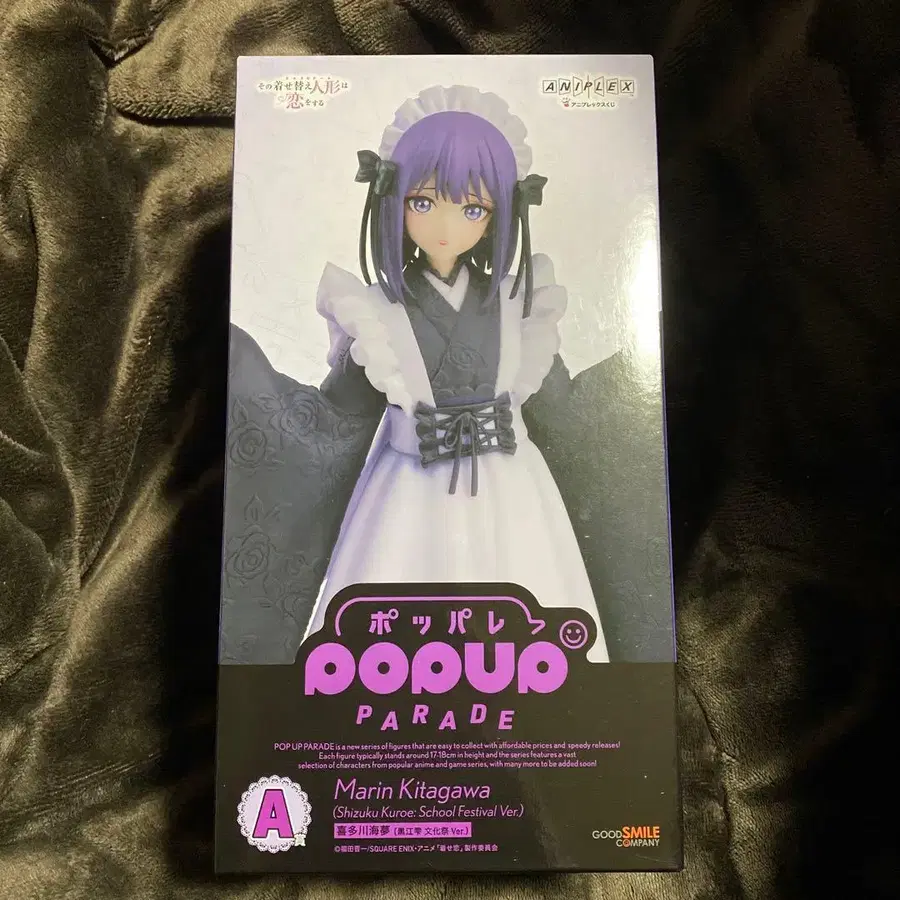 その着せ替え人形は
恋をする
ANIPLEX
アニプレックスくじ
ポッパレ
POPUP
PARADE
POP UP PARADE is a new series of figures that are easy to collect with affordable prices and speedy releases!
Each figure typically stands around 17-18cm in height and the series features a vast
selection of characters from popular anime and game series, with many more to be added soon!
A
Marin Kitagawa
(Shizuku Kuroe: School Festival Ver.)
喜多川海夢 (黒江雫 文化祭 Ver.)
©福田晋一/SQUARE ENIX・アニメ「着せ恋」製作委員会
GOOD SMILE
COMPANY